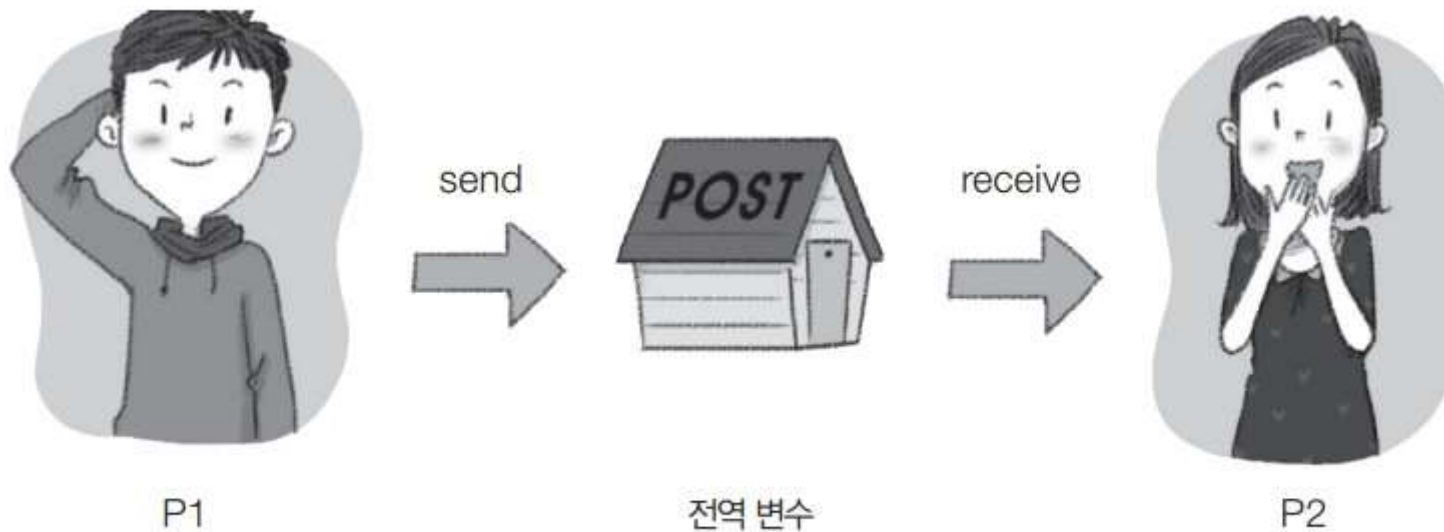 send
POST
receive
P1
전역 변수
P2